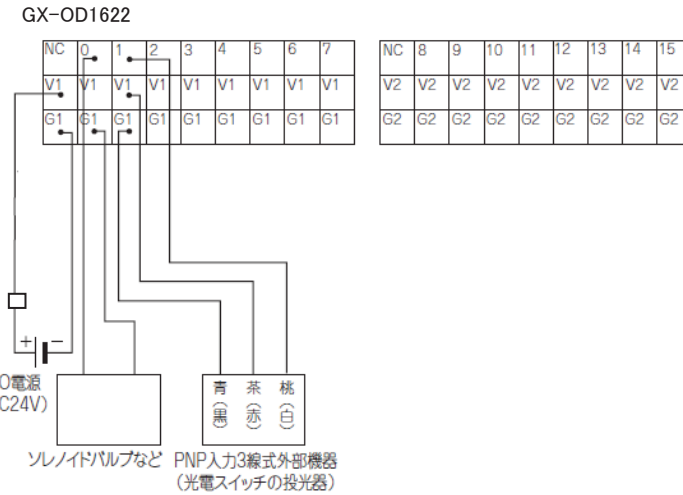 GX-OD1622
NC 0 1 2 3 4 5 6 7 NC 8 9 10 11 12 13 14 15
V1 V1 V1 V1 V1 V1 V1 V1 V1 V2 V2 V2 V2 V2 V2 V2 V2 V2
G1 G1 G1 G1 G1 G1 G1 G1 G1 G2 G2 G2 G2 G2 G2 G2 G2 G2
+ −
O電源
C24V)
青 茶 桃
(黒) (赤) (白)
ソレノイドバルブなど PNP入力3線式外部機器
(光電スイッチの投光器)